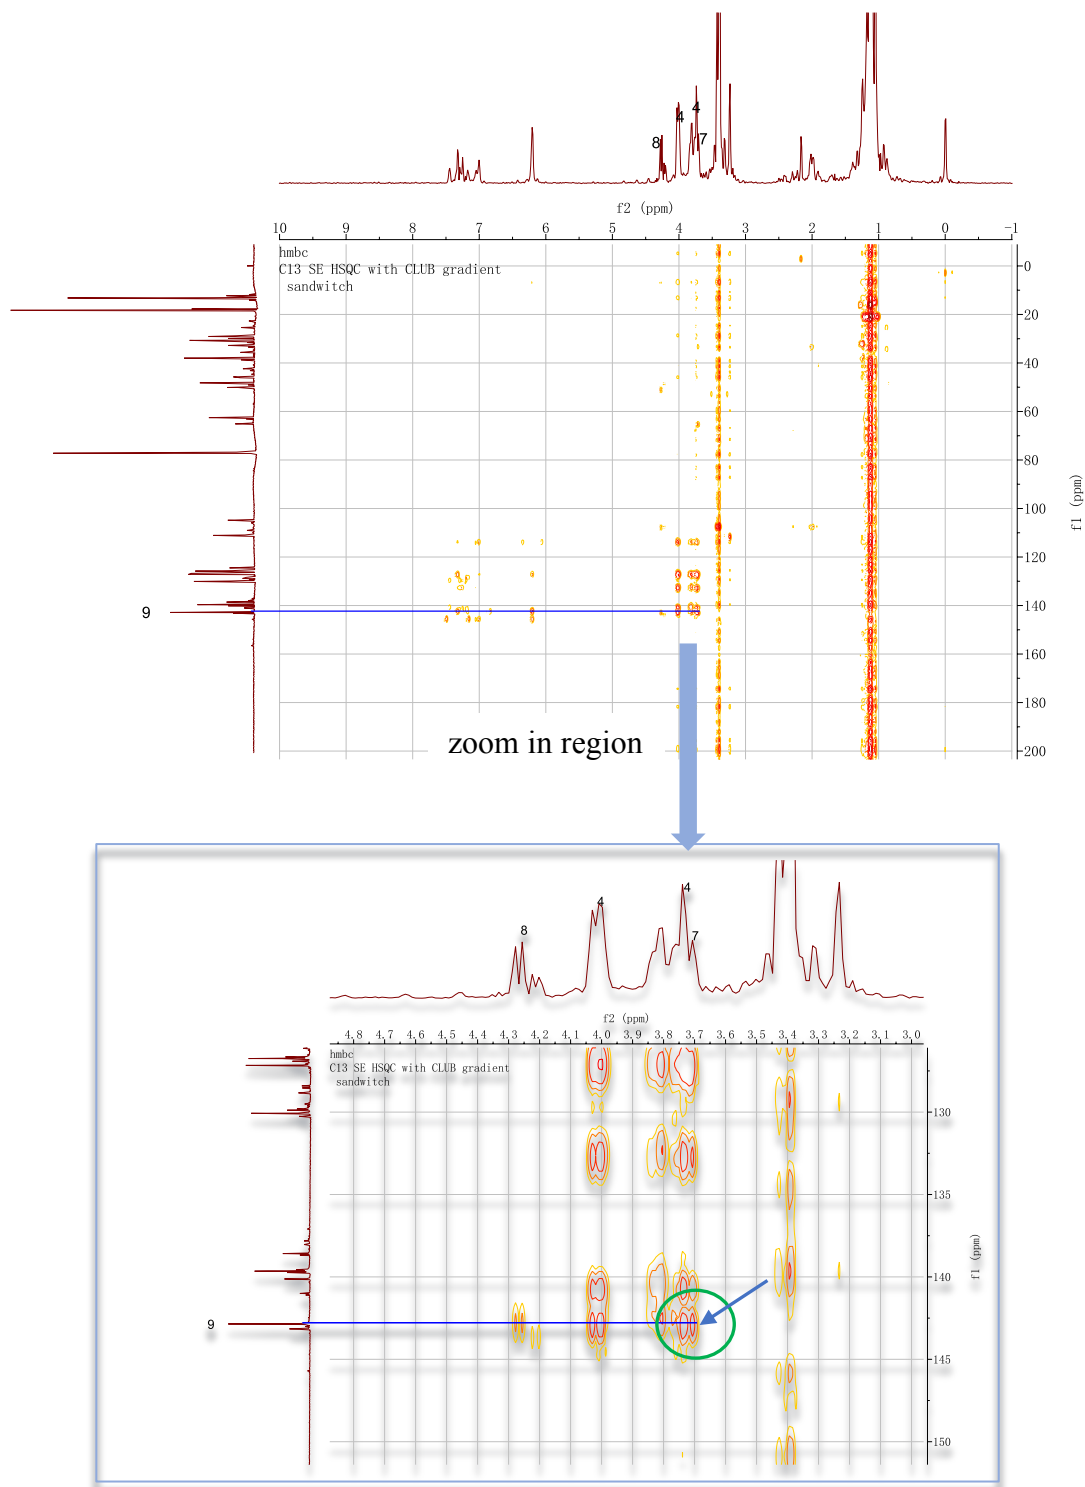 8
4
4
7
f2 (ppm)
10 9 8 7 6 5 4 3 2 1 0 -1
hmbc
C13 SE HSQC with CLUB gradient
sandwitch
0
20
40
60
80
100
120
140
160
180
200
f1 (ppm)
9
zoom in region
8
4
4
7
f2 (ppm)
4.8 4.7 4.6 4.5 4.4 4.3 4.2 4.1 4.0 3.9 3.8 3.7 3.6 3.5 3.4 3.3 3.2 3.1 3.0
hmbc
C13 SE HSQC with CLUB gradient
sandwitch
130
135
140
145
150
f1 (ppm)
9